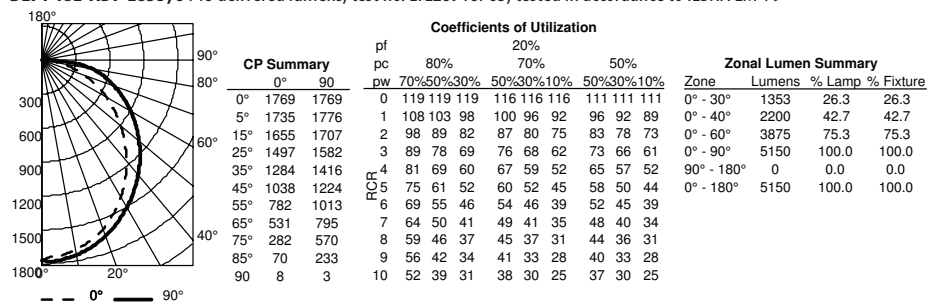 180°
90°
80°
60°
40°
300
600
900
1200
1500
1800
0°
20°
0° 90°
CP Summary
0° 90
0° 1769 1769
5° 1735 1776
15° 1655 1707
25° 1497 1582
35° 1284 1416
45° 1038 1224
55° 782 1013
65° 531 795
75° 282 570
85° 70 233
90 8 3
Coefficients of Utilization
pf 20%
pc 80% 70% 50%
pw 70%50%30% 50%30%10% 50%30%10%
RCR
0 119 119 119 116 116 116 111 111 111
1 108 103 98 100 96 92 96 92 89
2 98 89 82 87 80 75 83 78 73
3 89 78 69 76 68 62 73 66 61
4 81 69 60 67 59 52 65 57 52
5 75 61 52 60 52 45 58 50 44
6 69 55 46 54 46 39 52 45 39
7 64 50 41 49 41 35 48 40 34
8 59 46 37 45 37 31 44 36 31
9 56 42 34 41 33 28 40 33 28
10 52 39 31 38 30 25 37 30 25
Zonal Lumen Summary
Zone Lumens % Lamp % Fixture
0° - 30° 1353 26.3 26.3
0° - 40° 2200 42.7 42.7
0° - 60° 3875 75.3 75.3
0° - 90° 5150 100.0 100.0
90° - 180° 0 0.0 0.0
0° - 180° 5150 100.0 100.0